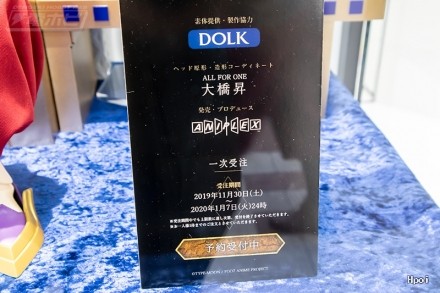 素体提供・製作協力
DOLK
ヘッド原形・造形コーディネート
ALL FOR ONE
大橋昇
発売・プロデュース
ANIPLEX
一次受注
受注期間
2019年11月30日(土)
～
2020年1月7日(火)24時
予約受付中
Hpoi